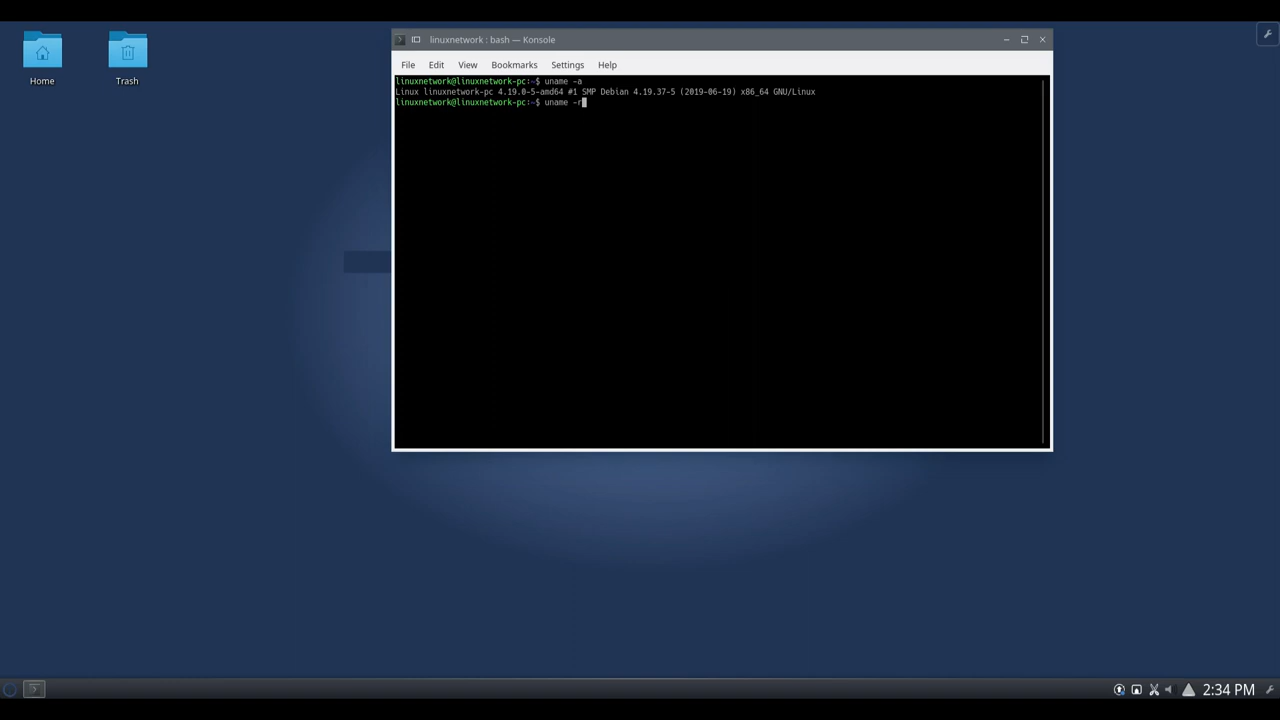 linuxnetwork : bash — Konsole
File Edit View Bookmarks Settings Help
linuxnetwork@linuxnetwork-pc:~$ uname -a
Linux linuxnetwork-pc 4.19.0-5-amd64 #1 SMP Debian 4.19.37-5 (2019-06-19) x86_64 GNU/Linux
linuxnetwork@linuxnetwork-pc:~$ uname -r
Home Trash
2:34 PM